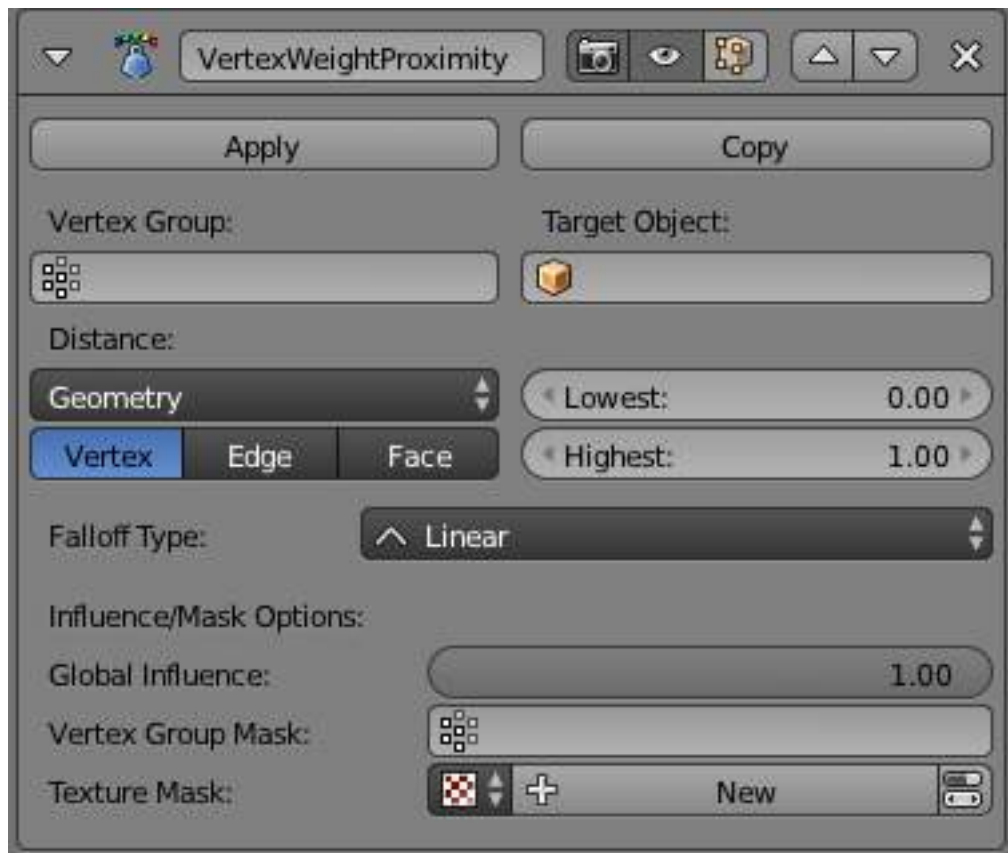 VertexWeightProximity
Apply Copy
Vertex Group: Target Object:
Distance:
Geometry Lowest: 0.00
Vertex Edge Face Highest: 1.00
Falloff Type: Linear
Influence/Mask Options:
Global Influence: 1.00
Vertex Group Mask:
Texture Mask: New